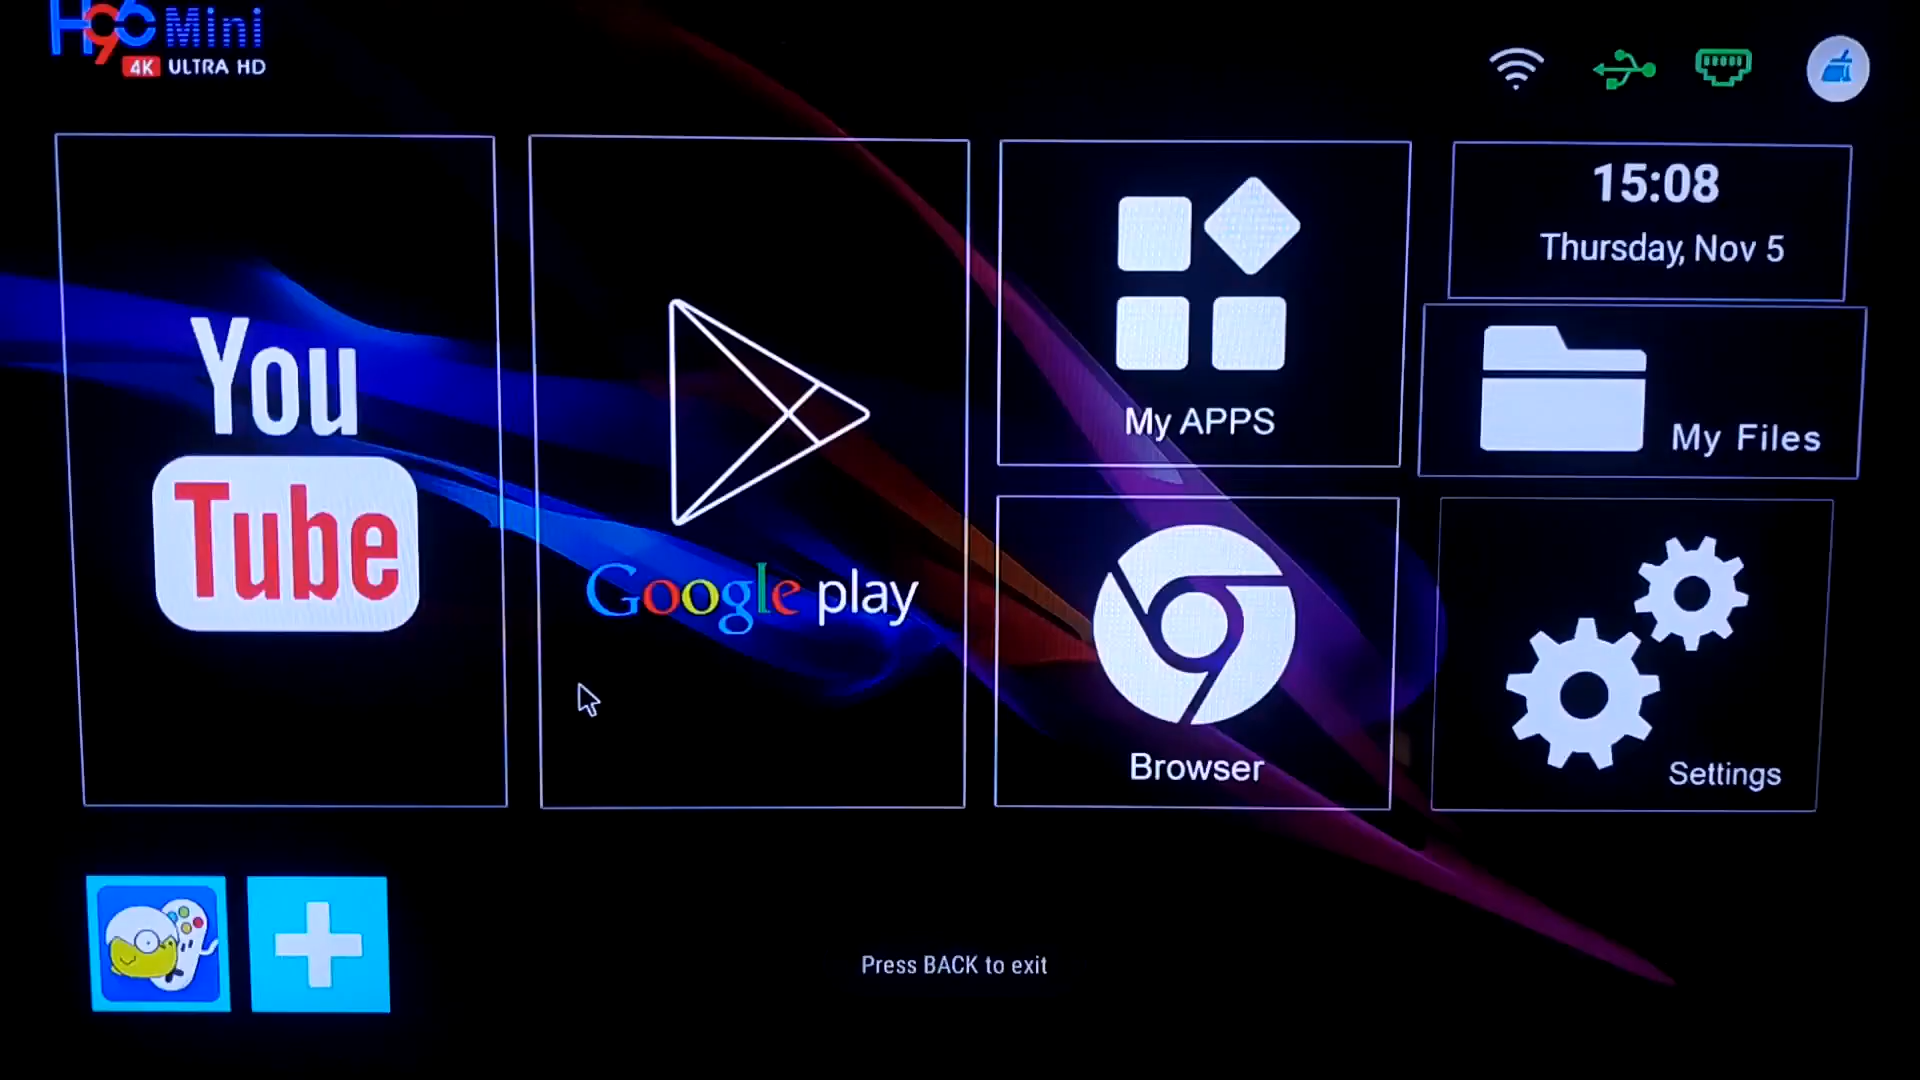 H96 Mini
4K ULTRA HD
15:08
Thursday, Nov 5
You
Tube
Google play
My APPS
My Files
Browser
Settings
Press BACK to exit